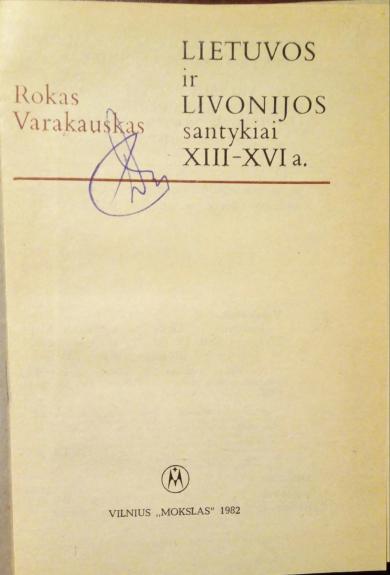 Rokas
Varakauskas
LIETUVOS
ir
LIVONIJOS
santykiai
XIII-XVI a.
VILNIUS „MOKSLAS" 1982